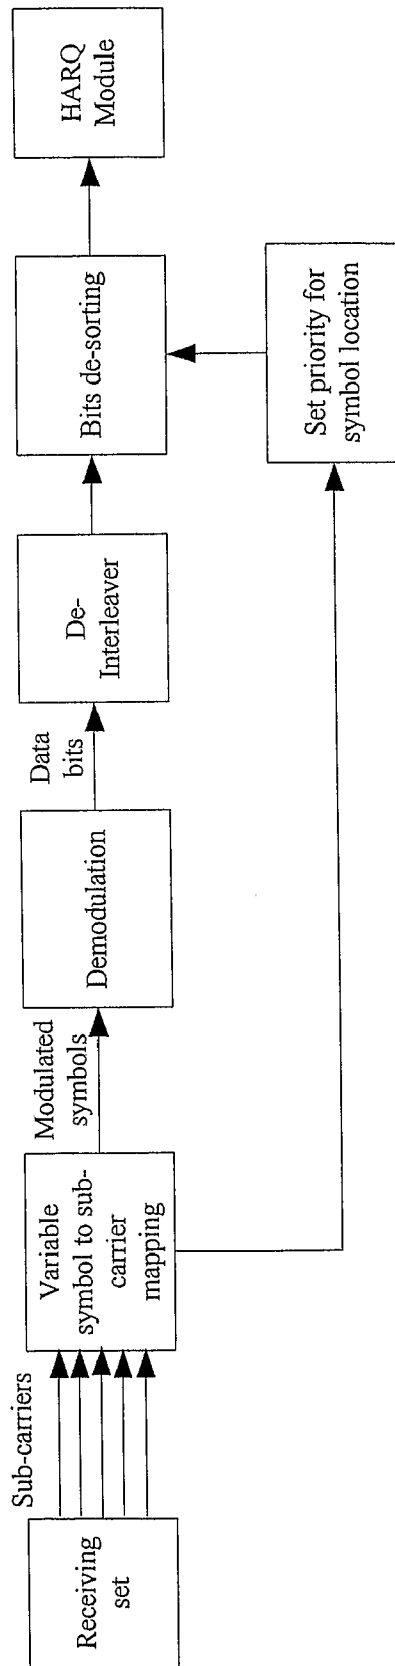 Receiving
set
Sub-carriers
Variable
symbol to sub-
carrier
mapping
Modulated
symbols
Demodulation
Data
bits
De-
Interleaver
Bits de-sorting
HARQ
Module
Set priority for
symbol location